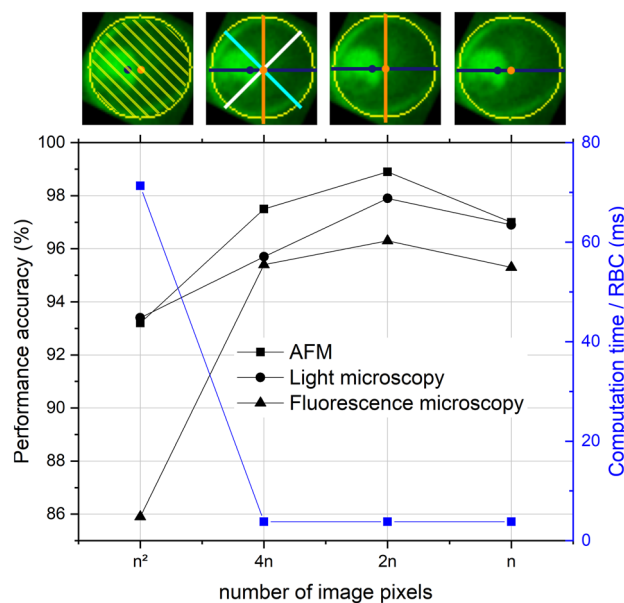 100
98
96
94
92
90
88
86
Performance accuracy (%)
80
60
40
20
0
Computation time / RBC (ms)
AFM
Light microscopy
Fluorescence microscopy
n²
4n
2n
n
number of image pixels